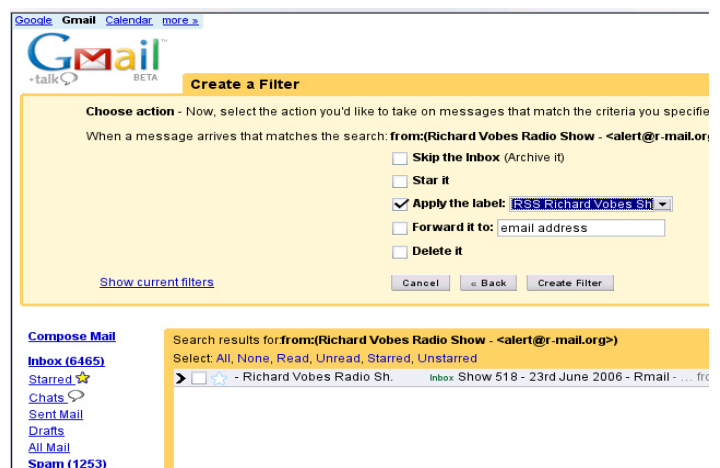 Google Gmail Calendar more »
Gmail™
+talk BETA
Create a Filter
Choose action - Now, select the action you'd like to take on messages that match the criteria you specifie
When a message arrives that matches the search: from:(Richard Vobes Radio Show - <alert@r-mail.or
Skip the Inbox (Archive it)
Star it
Apply the label: RSS Richard Vobes Sh
Forward it to: email address
Delete it
Show current filters Cancel « Back Create Filter
Compose Mail
Search results for:from:(Richard Vobes Radio Show - <alert@r-mail.org>)
Select: All, None, Read, Unread, Starred, Unstarred
Inbox (6465)
- Richard Vobes Radio Sh. Inbox Show 518 - 23rd June 2006 - Rmail - ... fro
Starred
Chats
Sent Mail
Drafts
All Mail
Spam (1253)